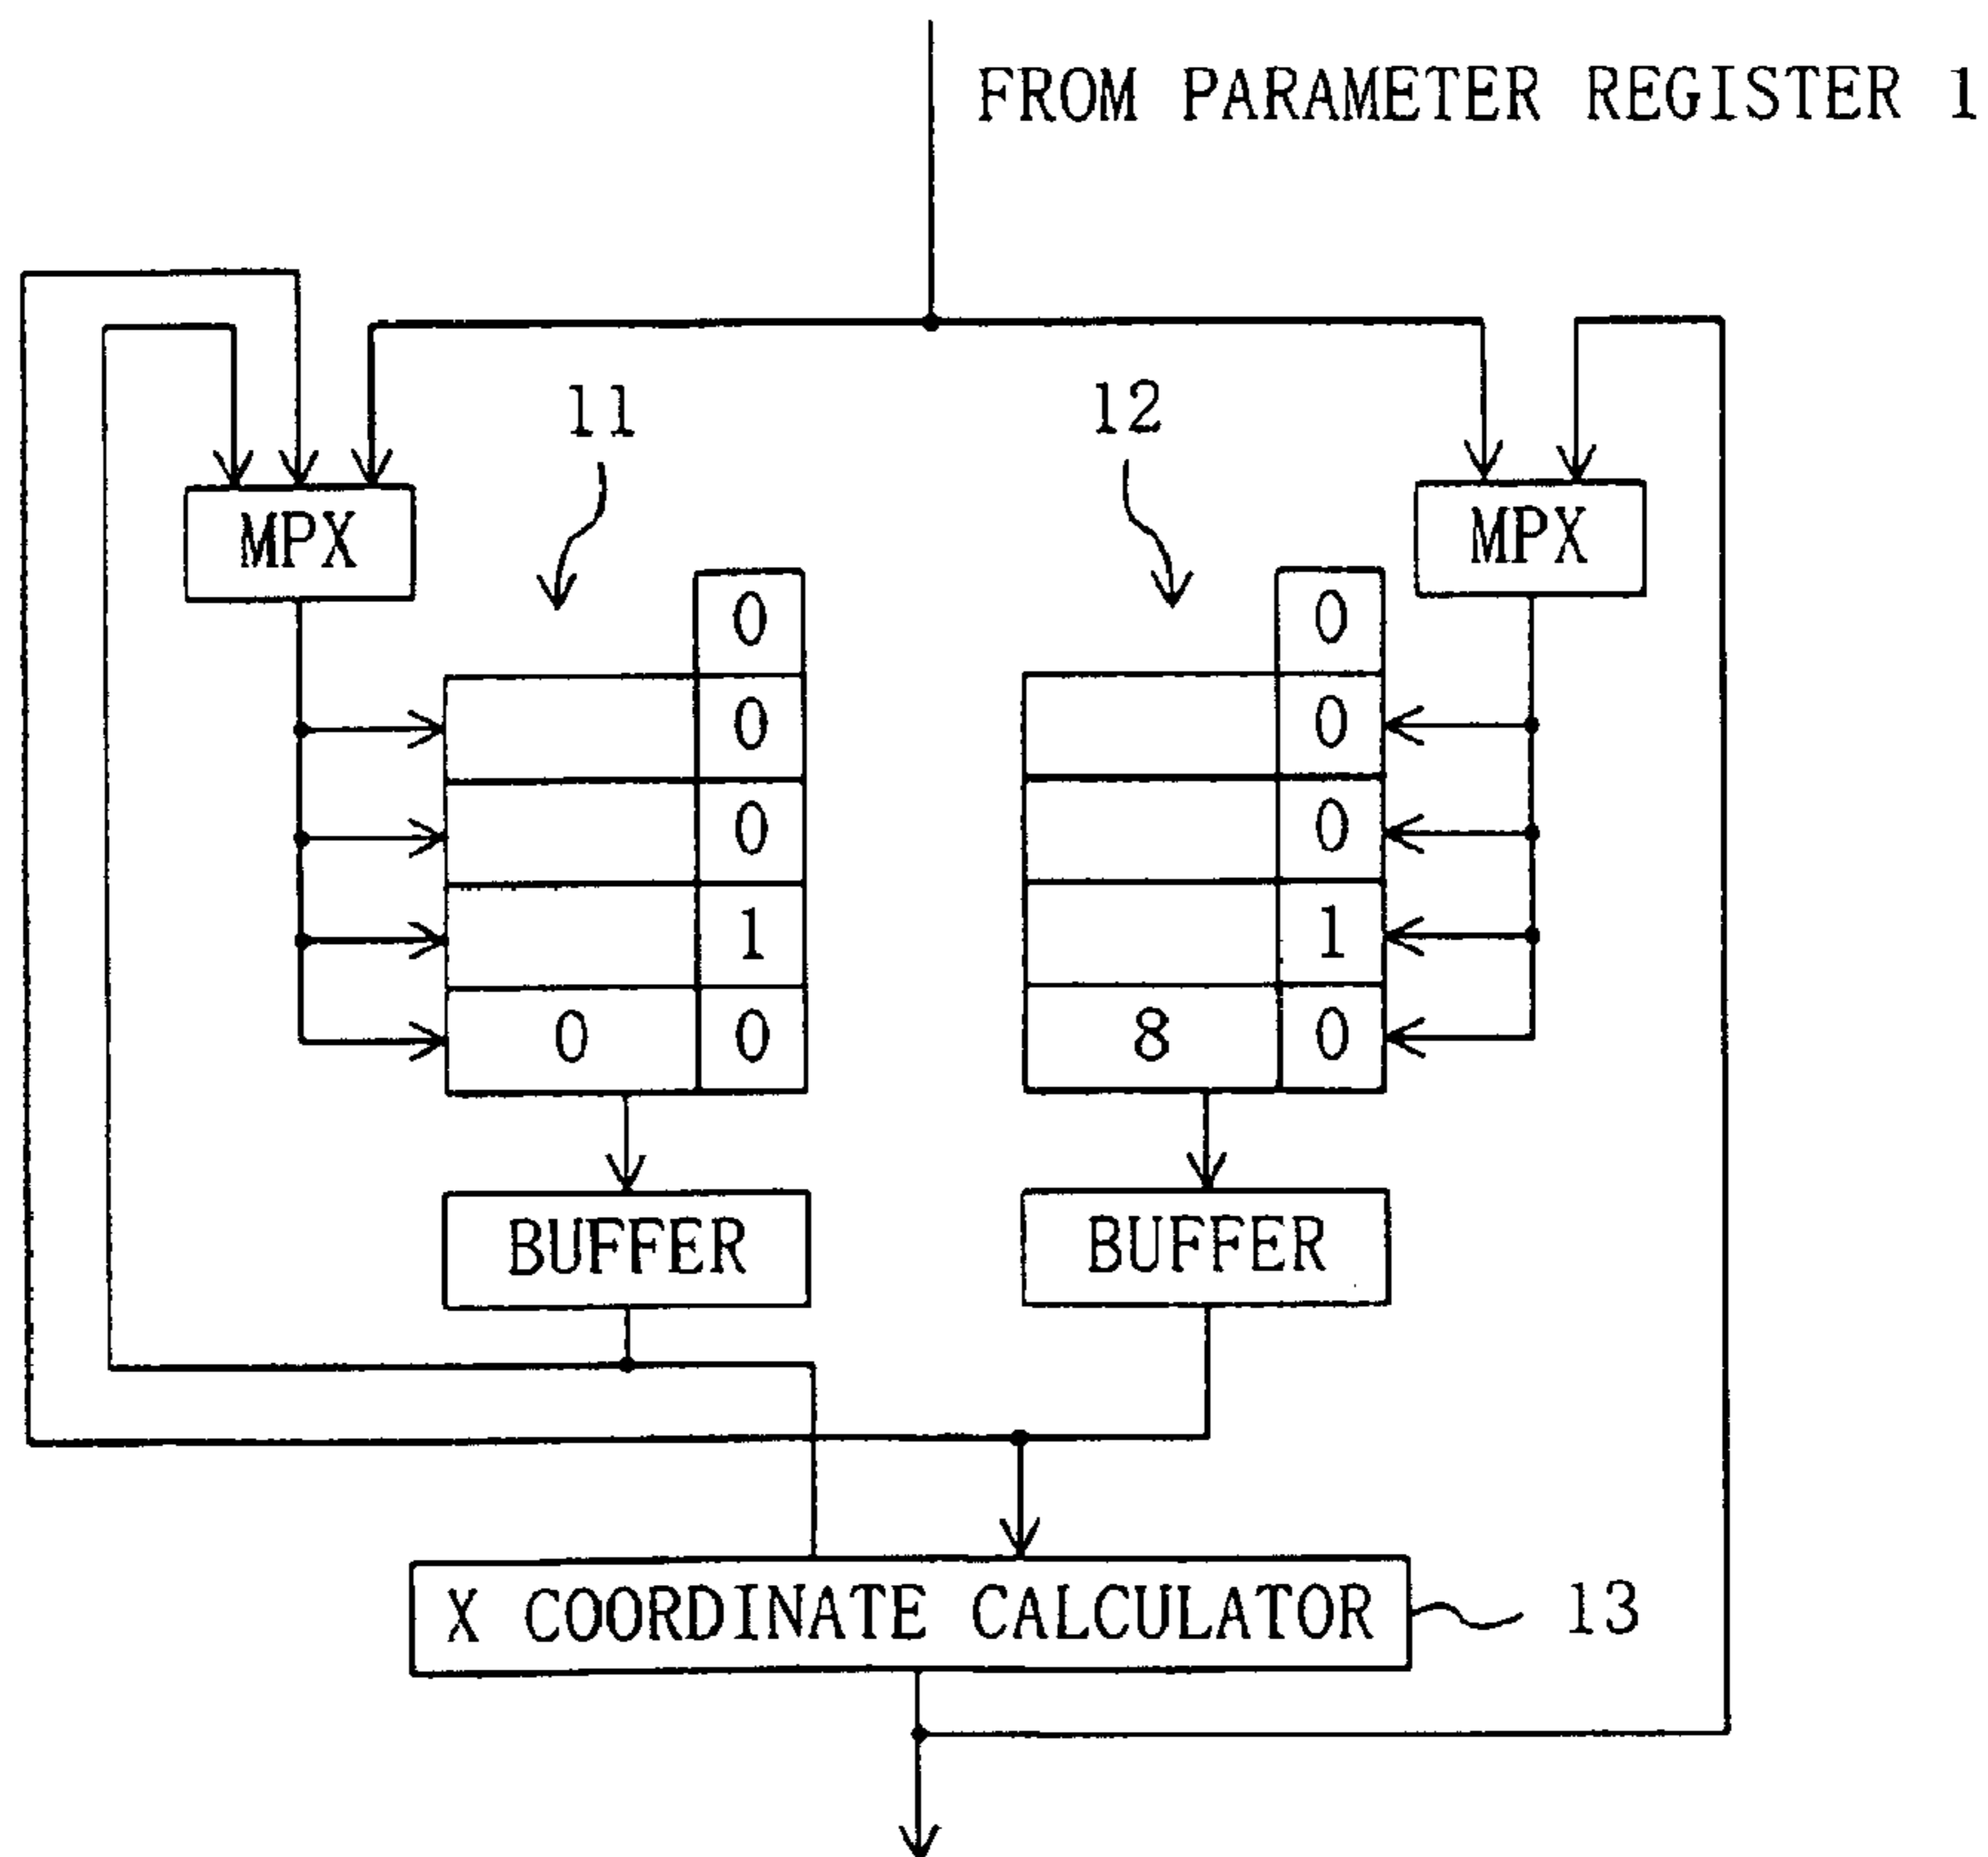 FROM PARAMETER REGISTER 1
11 12
MPX MPX
0 0
0 0
0 0
1 1
0 0 8 0
BUFFER BUFFER
X COORDINATE CALCULATOR 13